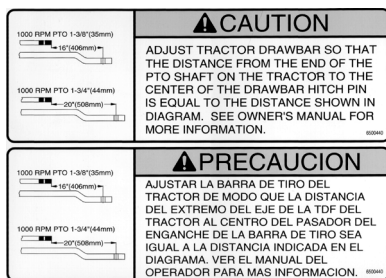 1000 RPM PTO 1-3/8"(35mm)
16"(406mm)
1000 RPM PTO 1-3/4"(44mm)
20"(508mm)
CAUTION
ADJUST TRACTOR DRAWBAR SO THAT
THE DISTANCE FROM THE END OF THE
PTO SHAFT ON THE TRACTOR TO THE
CENTER OF THE DRAWBAR HITCH PIN
IS EQUAL TO THE DISTANCE SHOWN IN
DIAGRAM. SEE OWNER'S MANUAL FOR
MORE INFORMATION.
1000 RPM PTO 1-3/8"(35mm)
16"(406mm)
1000 RPM PTO 1-3/4"(44mm)
20"(508mm)
PRECAUCION
AJUSTAR LA BARRA DE TIRO DEL
TRACTOR DE MODO QUE LA DISTANCIA
DEL EXTREMO DEL EJE DE LA TDF DEL
TRACTOR AL CENTRO DEL PASADOR DEL
ENGANCHE DE LA BARRA DE TIRO SEA
IGUAL A LA DISTANCIA INDICADA EN EL
DIAGRAMA. VER EL MANUAL DEL
OPERADOR PARA MAS INFORMACION.